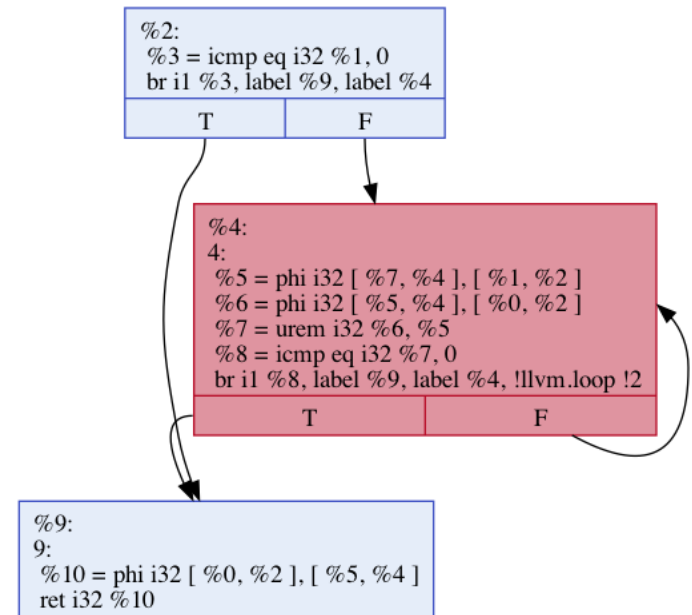 %2:
%3 = icmp eq i32 %1, 0
br i1 %3, label %9, label %4
T F
%4:
4:
%5 = phi i32 [ %7, %4 ], [ %1, %2 ]
%6 = phi i32 [ %5, %4 ], [ %0, %2 ]
%7 = urem i32 %6, %5
%8 = icmp eq i32 %7, 0
br i1 %8, label %9, label %4, !llvm.loop !2
T F
%9:
9:
%10 = phi i32 [ %0, %2 ], [ %5, %4 ]
ret i32 %10